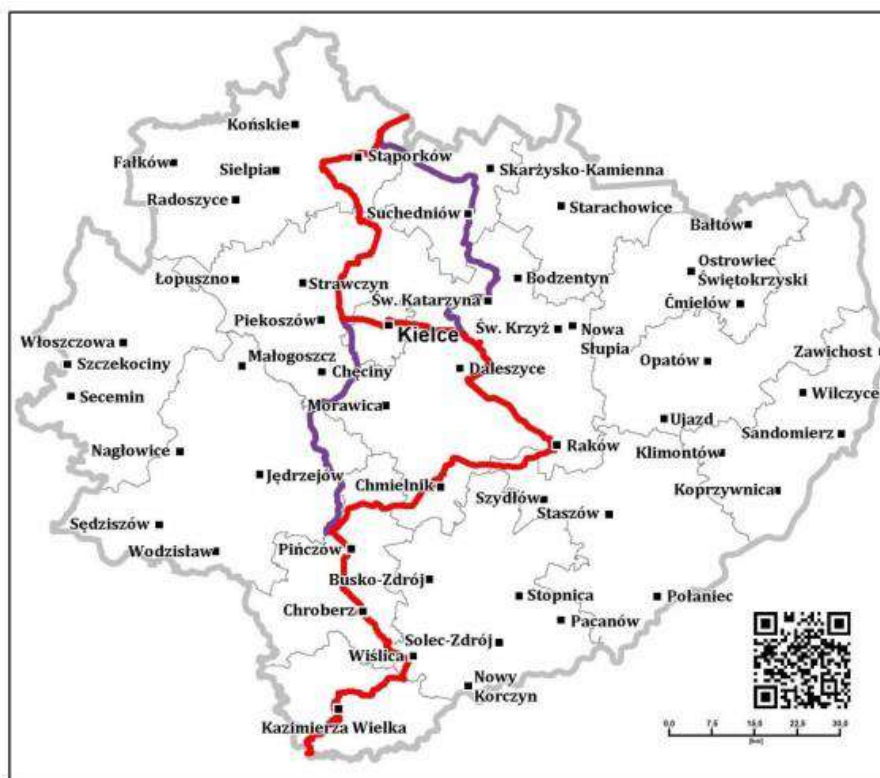 Końskie
Stąporków
Fałków
Sielpia
Skarżysko-Kamienna
Radoszyce
Suchedniów
Starachowice
Bałtów
Łopuszno
Strawczyn
Bodzentyn
Ostrowiec
Świętokrzyski
Św. Katarzyna
Ćmielów
Piekoszów
Kielce
Św. Krzyż
Nowa
Słupia
Włoszczowa
Szczekociny
Małogoszcz
Chęciny
Daleszyce
Opatów
Zawichost
Secemin
Morawica
Wilczyce
Ujazd
Sandomierz
Nagłowice
Raków
Klimontów
Jędrzejów
Chmielnik
Szydłów
Koprzywnica
Staszów
Sędziszów
Wodzisław
Pińczów
Busko-Zdrój
Stopnica
Połaniec
Chroberz
Pacanów
Solec-Zdrój
Wiślica
Nowy
Korczyn
Kazimierza Wielka
0,0 7,5 15,0 22,5 30,0
[km]